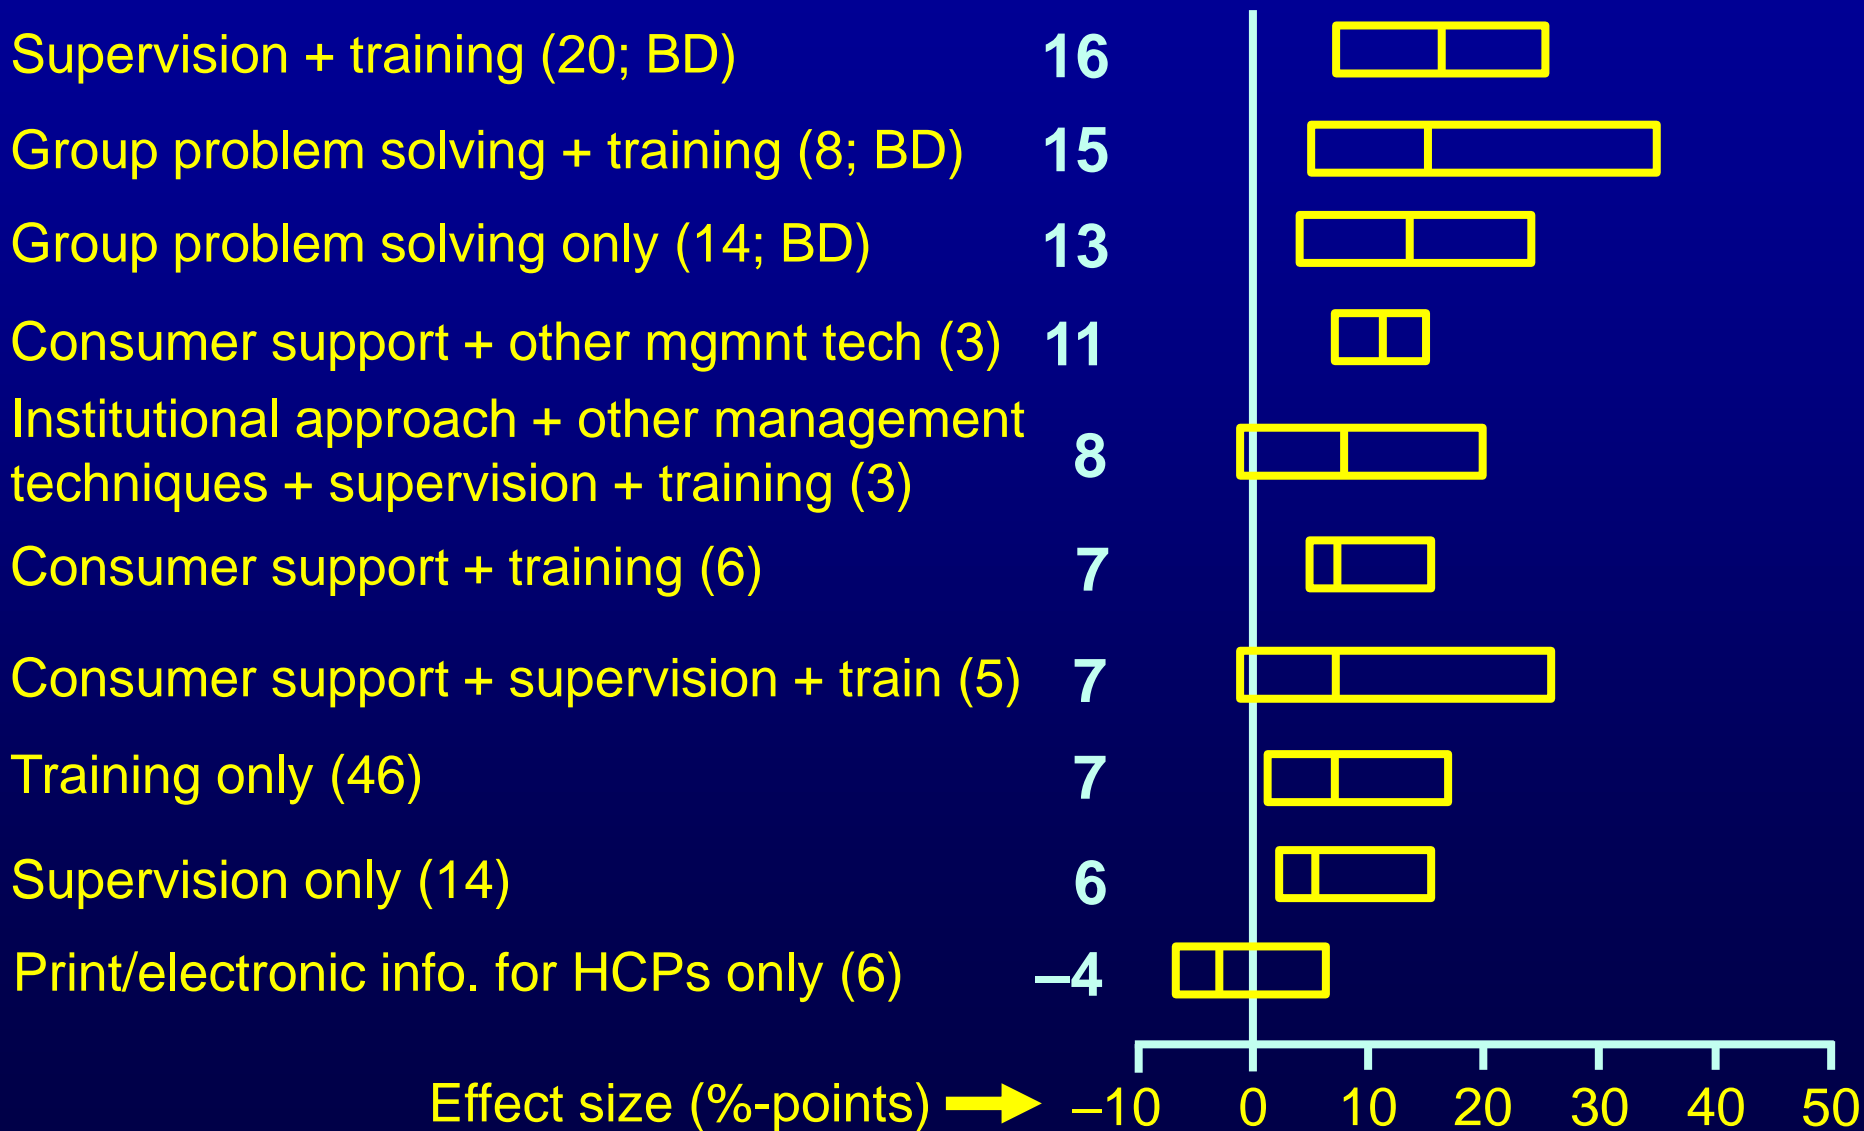 Supervision + training (20; BD) 16
Group problem solving + training (8; BD) 15
Group problem solving only (14; BD) 13
Consumer support + other mgmnt tech (3) 11
Institutional approach + other management
techniques + supervision + training (3) 8
Consumer support + training (6) 7
Consumer support + supervision + train (5) 7
Training only (46) 7
Supervision only (14) 6
Print/electronic info. for HCPs only (6) –4
Effect size (%-points) –10 0 10 20 30 40 50